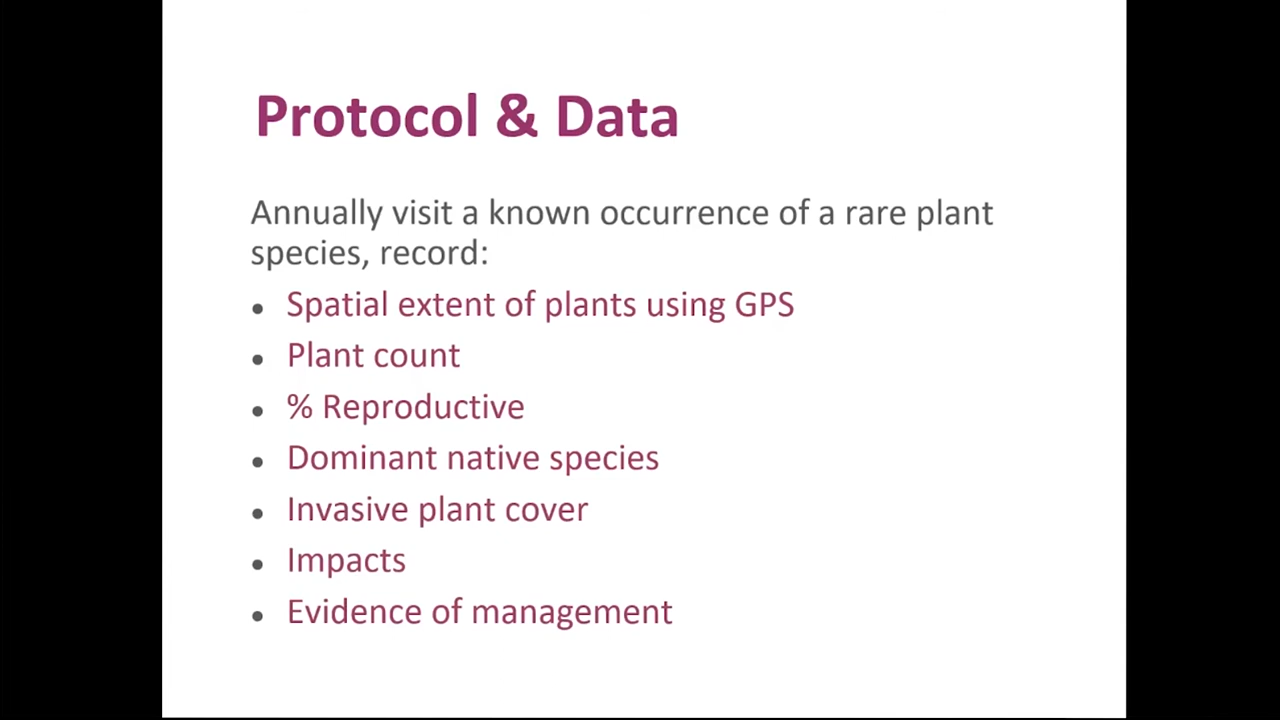 Protocol & Data
Annually visit a known occurrence of a rare plant
species, record:
• Spatial extent of plants using GPS
• Plant count
• % Reproductive
• Dominant native species
• Invasive plant cover
• Impacts
• Evidence of management